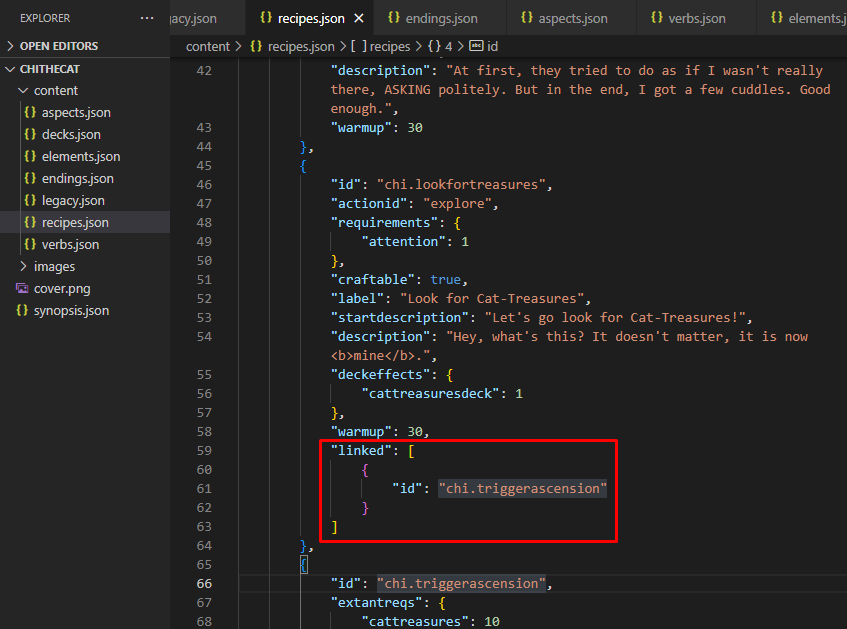 EXPLORER ...
OPEN EDITORS
CHITHECAT
content
aspects.json
decks.json
elements.json
endings.json
legacy.json
recipes.json
verbs.json
images
cover.png
synopsis.json
gacy.json {} recipes.json × {} endings.json {} aspects.json {} verbs.json {} elements.j
content > {} recipes.json > [ ] recipes > {} 4 > abc id
42 "description": "At first, they tried to do as if I wasn't really
there, ASKING politely. But in the end, I got a few cuddles. Good
enough.",
43 "warmup": 30
44 },
45 {
46 "id": "chi.lookfortreasures",
47 "actionid": "explore",
48 "requirements": {
49 "attention": 1
50 },
51 "craftable": true,
52 "label": "Look for Cat-Treasures",
53 "startdescription": "Let's go look for Cat-Treasures!",
54 "description": "Hey, what's this? It doesn't matter, it is now
<b>mine</b>.",
55 "deckeffects": {
56 "cattreasuresdeck": 1
57 },
58 "warmup": 30,
59 "linked": [
60 {
61 "id": "chi.triggerascension"
62 }
63 ]
64 },
65 {
66 "id": "chi.triggerascension",
67 "extantreqs": {
68 "cattreasures": 10